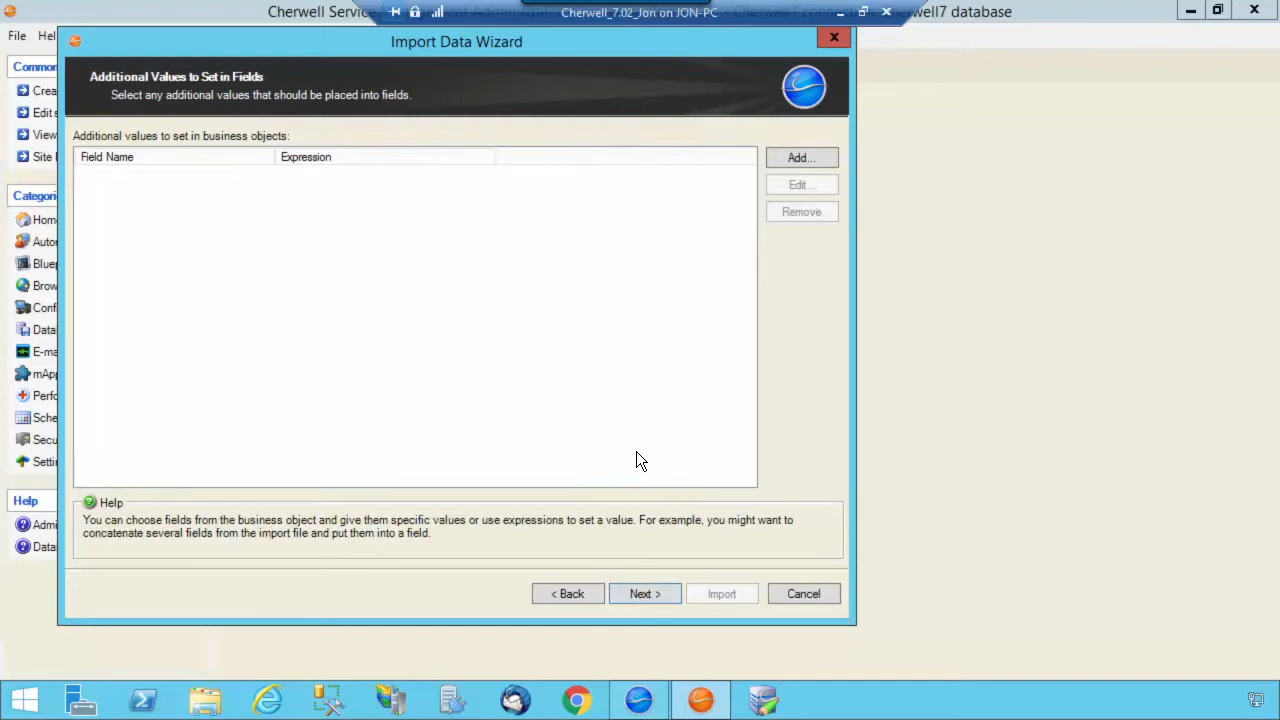 Cherwell Service
Cherwell_7.02_Jon on JON-PC
Cherwell7 database
File
Import Data Wizard
Additional Values to Set in Fields
Select any additional values that should be placed into fields.
Additional values to set in business objects:
Field Name
Expression
Add...
Edit...
Remove
Help
You can choose fields from the business object and give them specific values or use expressions to set a value. For example, you might want to
concatenate several fields from the import file and put them into a field.
< Back
Next >
Import
Cancel
Commo
Crea
Edit s
View
Site
Categori
Hom
Autor
Bluep
Brow
Conf
Datal
E-ma
mApp
Perfo
Sche
Secu
Setti
Help
Admi
Data